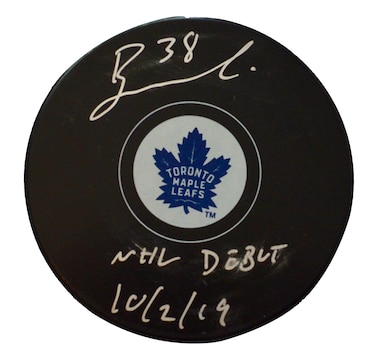 38
TORONTO
MAPLE
LEAFS
TM
NHL DEBUT
10/2/19